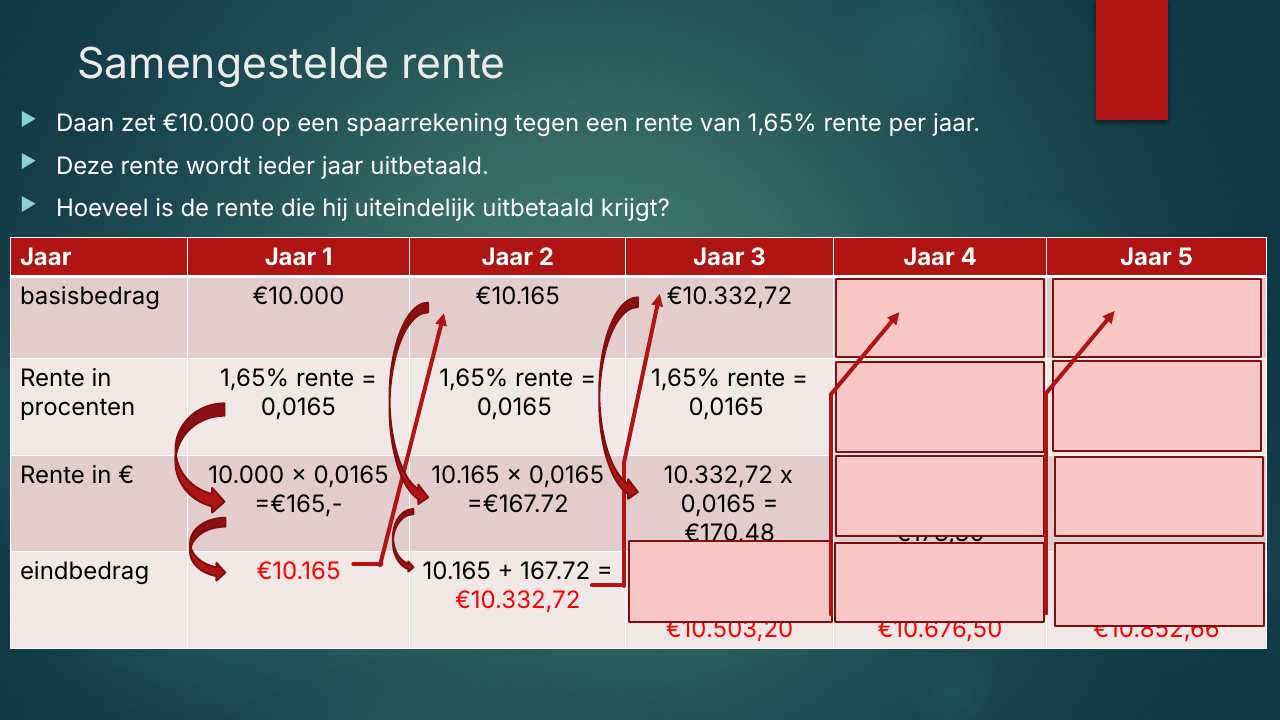 Samengestelde rente
Daan zet €10.000 op een spaarrekening tegen een rente van 1,65% rente per jaar.
Deze rente wordt ieder jaar uitbetaald.
Hoeveel is de rente die hij uiteindelijk uitbetaald krijgt?
Jaar Jaar 1 Jaar 2 Jaar 3 Jaar 4 Jaar 5
basisbedrag €10.000 €10.165 €10.332,72
Rente in 1,65% rente = 1,65% rente = 1,65% rente =
procenten 0,0165 0,0165 0,0165
Rente in € 10.000 × 0,0165 10.165 × 0,0165 10.332,72 x
=€165,- =€167.72 0,0165 =
€170,48
eindbedrag €10.165 10.165 + 167.72 =
€10.332,72
€10.503,20 €10.676,50 €10.852,66